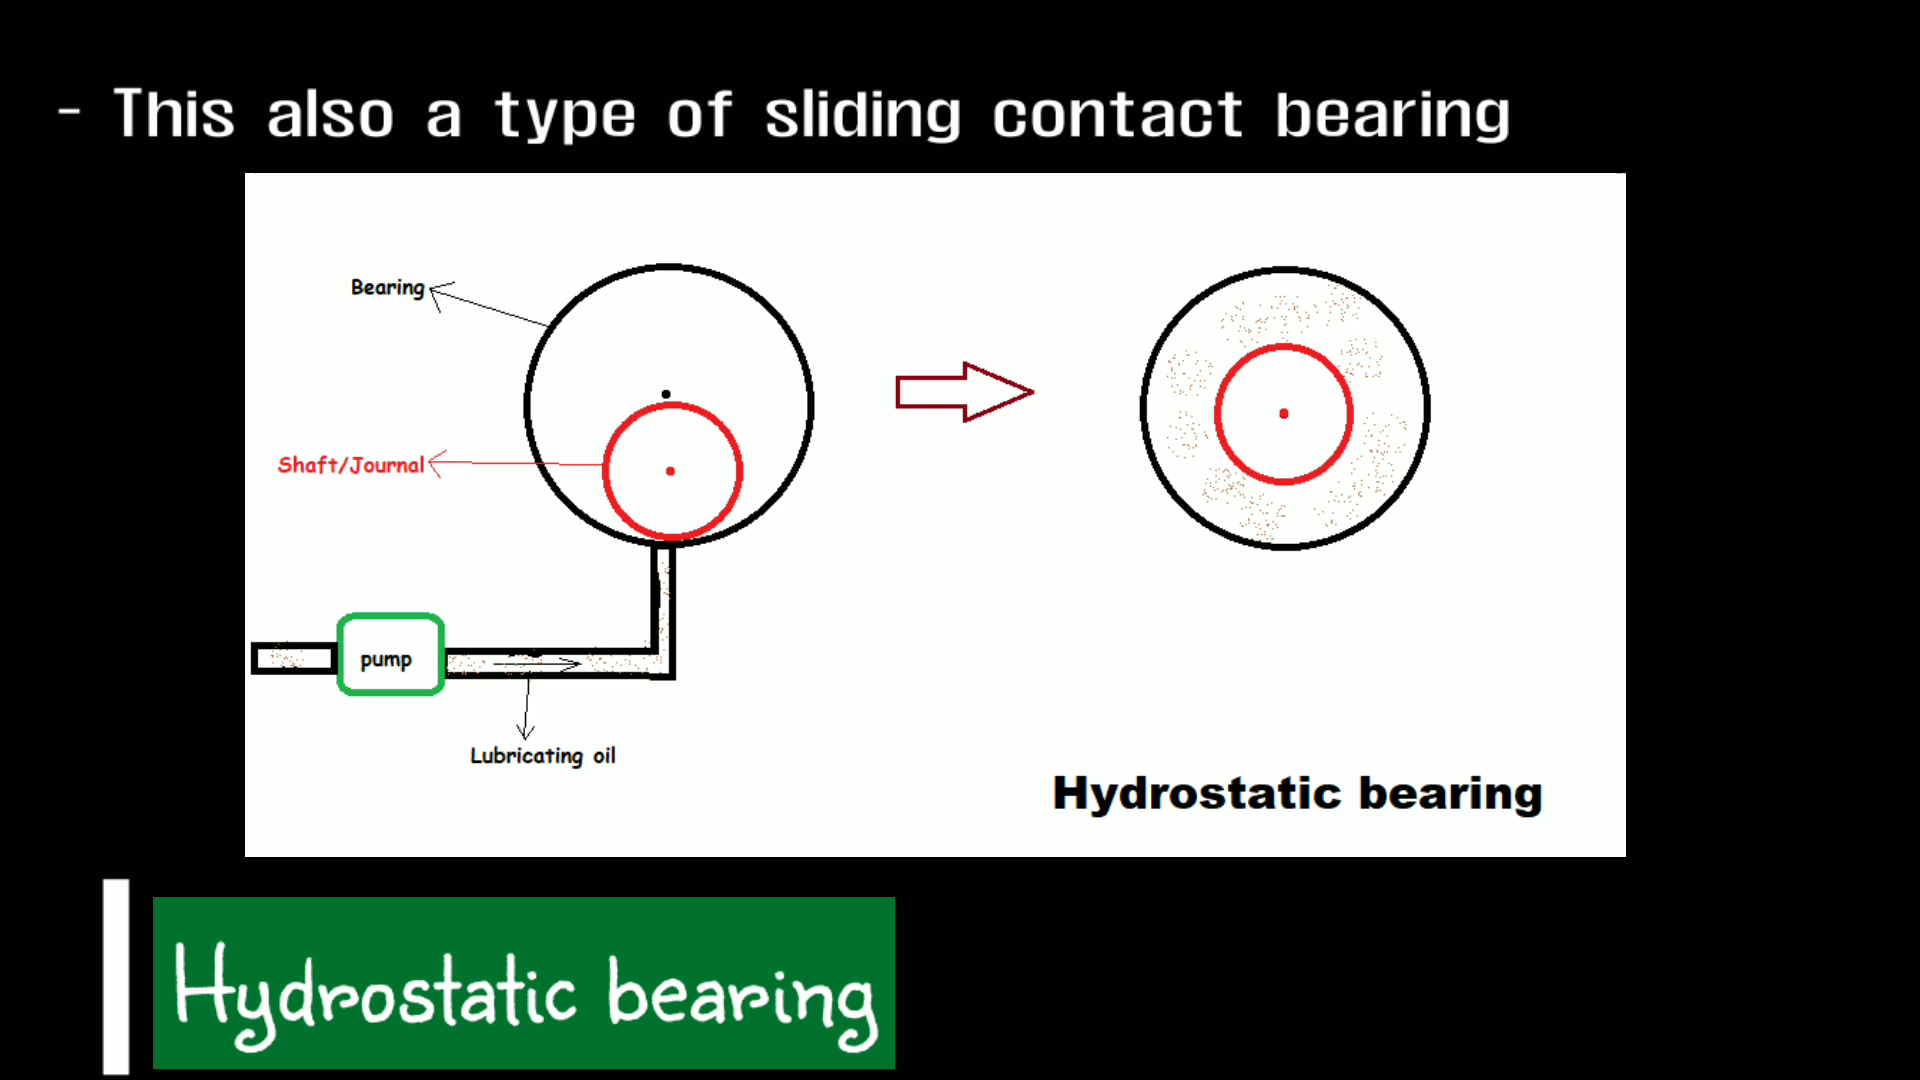 - This also a type of sliding contact bearing
Bearing
Shaft/Journal
pump
Lubricating oil
Hydrostatic bearing
Hydrostatic bearing